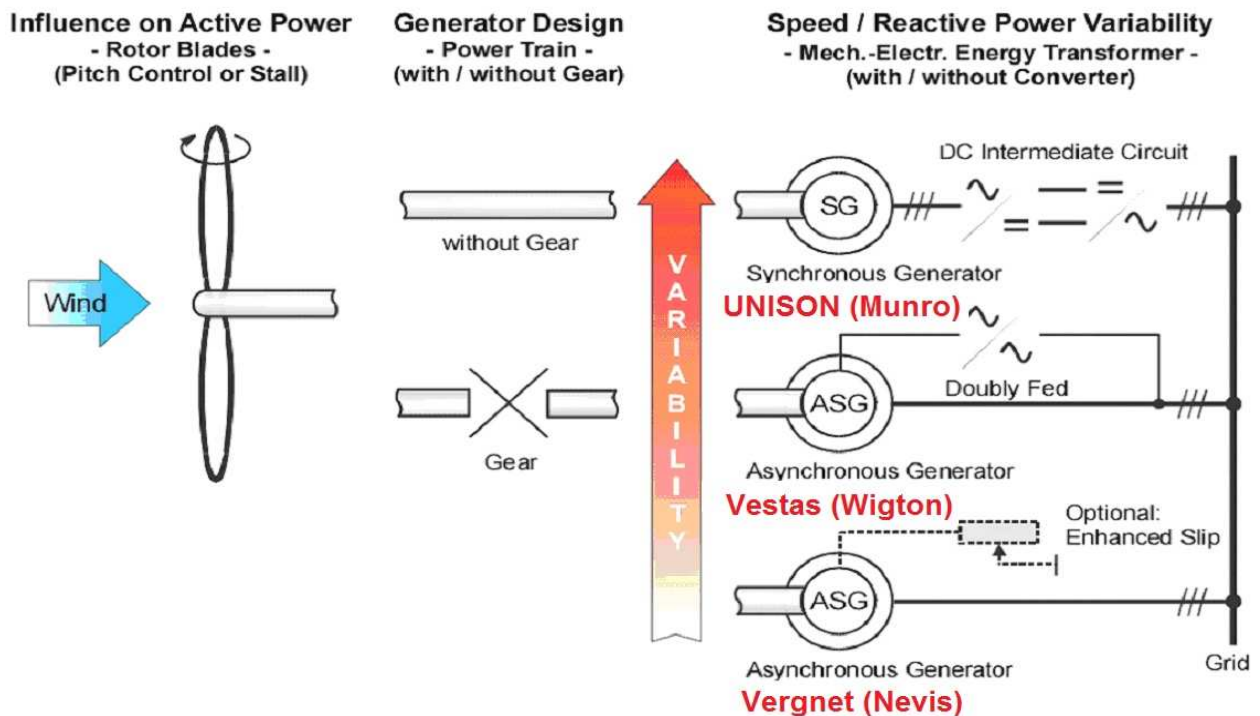 Influence on Active Power
- Rotor Blades -
(Pitch Control or Stall)
Generator Design
- Power Train -
(with / without Gear)
Speed / Reactive Power Variability
- Mech.-Electr. Energy Transformer -
(with / without Converter)
Wind
without Gear
Gear
VARIABILITY
DC Intermediate Circuit
SG
Synchronous Generator
UNISON (Munro)
ASG
Doubly Fed
Asynchronous Generator
Vestas (Wigton)
Optional:
Enhanced Slip
ASG
Asynchronous Generator
Vergnet (Nevis)
Grid